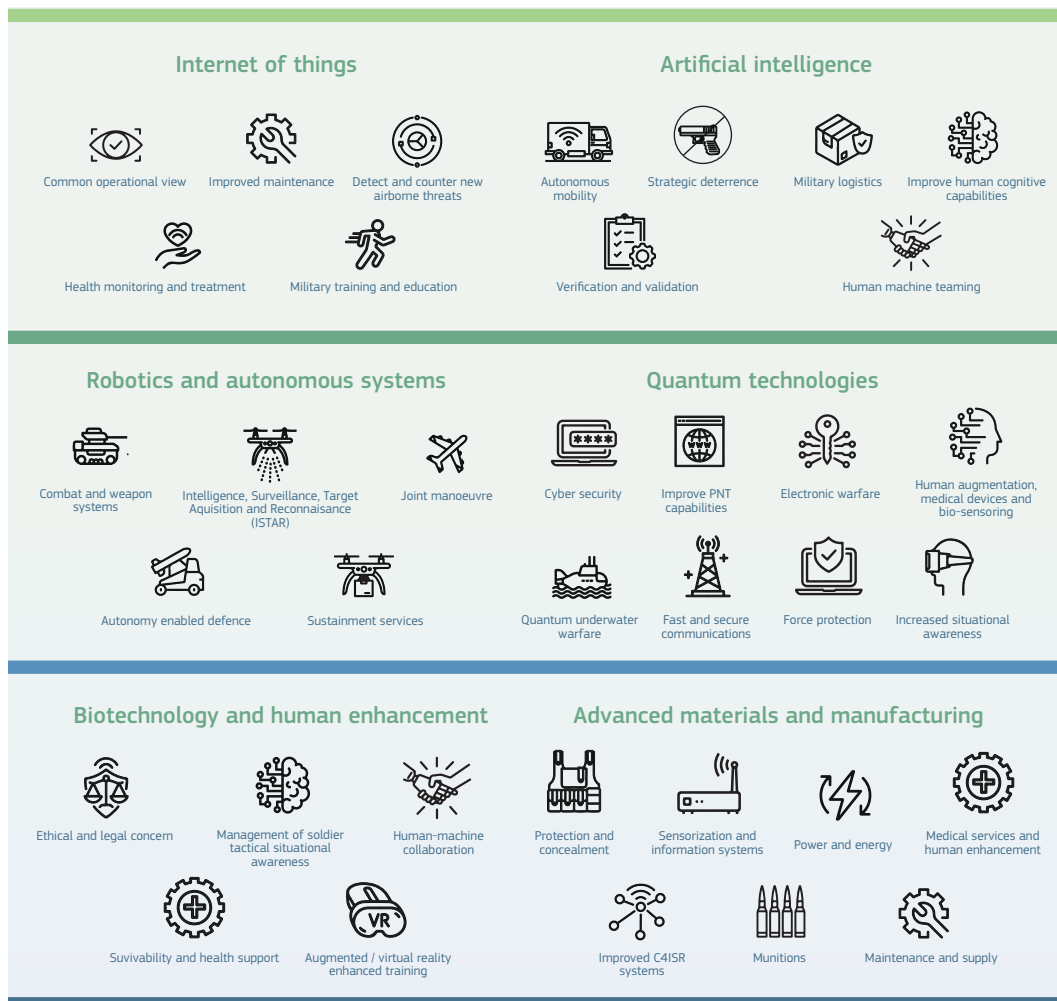 Internet of things
Common operational view
Improved maintenance
Detect and counter new
airborne threats
Health monitoring and treatment
Military training and education
Artificial intelligence
Autonomous
mobility
Strategic deterrence
Military logistics
Improve human cognitive
capabilities
Verification and validation
Human machine teaming
Robotics and autonomous systems
Combat and weapon
systems
Intelligence, Surveillance, Target
Aquisition and Reconnaisance
(ISTAR)
Joint manoeuvre
Autonomy enabled defence
Sustainment services
Quantum technologies
****
Cyber security
WWW
Improve PNT
capabilities
Electronic warfare
Human augmentation,
medical devices and
bio-sensoring
Quantum underwater
warfare
Fast and secure
communications
Force protection
Increased situational
awareness
Biotechnology and human enhancement
Ethical and legal concern
Management of soldier
tactical situational
awareness
Human-machine
collaboration
Suvivability and health support
VR
Augmented / virtual reality
enhanced training
Advanced materials and manufacturing
Protection and
concealment
Sensorization and
information systems
Power and energy
Medical services and
human enhancement
Improved C4ISR
systems
Munitions
Maintenance and supply